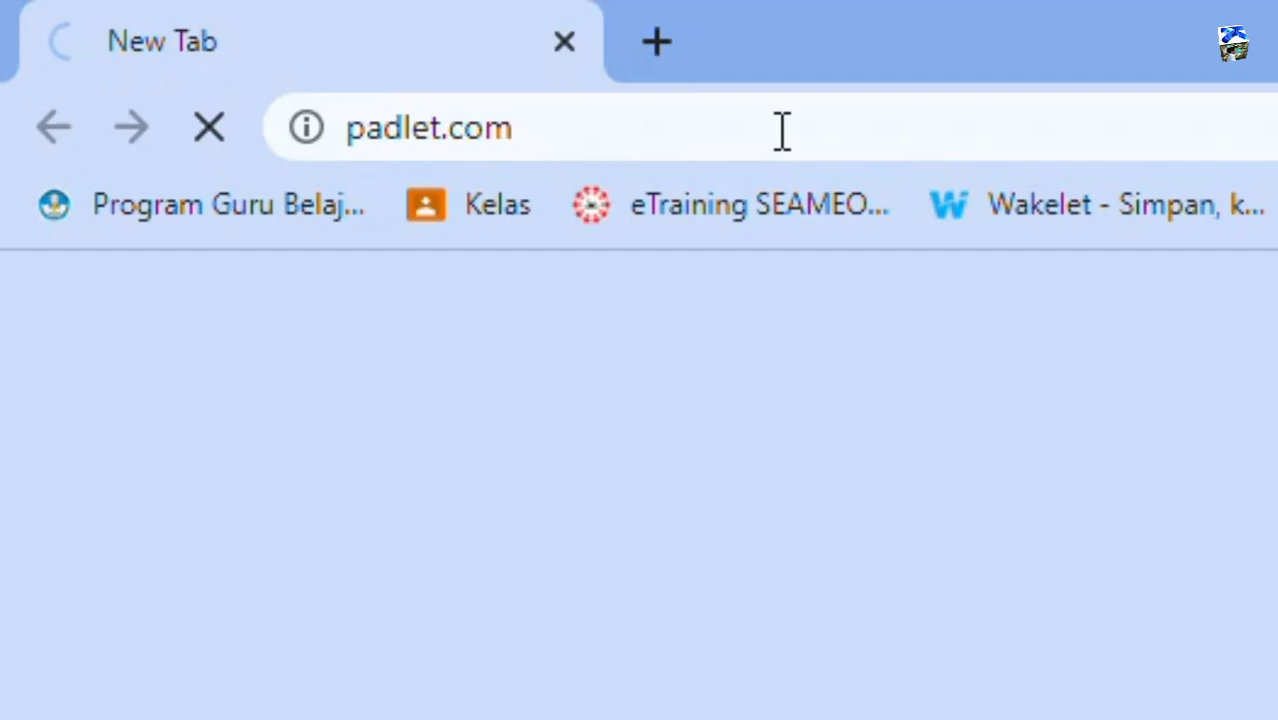 New Tab
padlet.com
Program Guru Belaj... Kelas eTraining SEAMEO... Wakelet - Simpan, k...